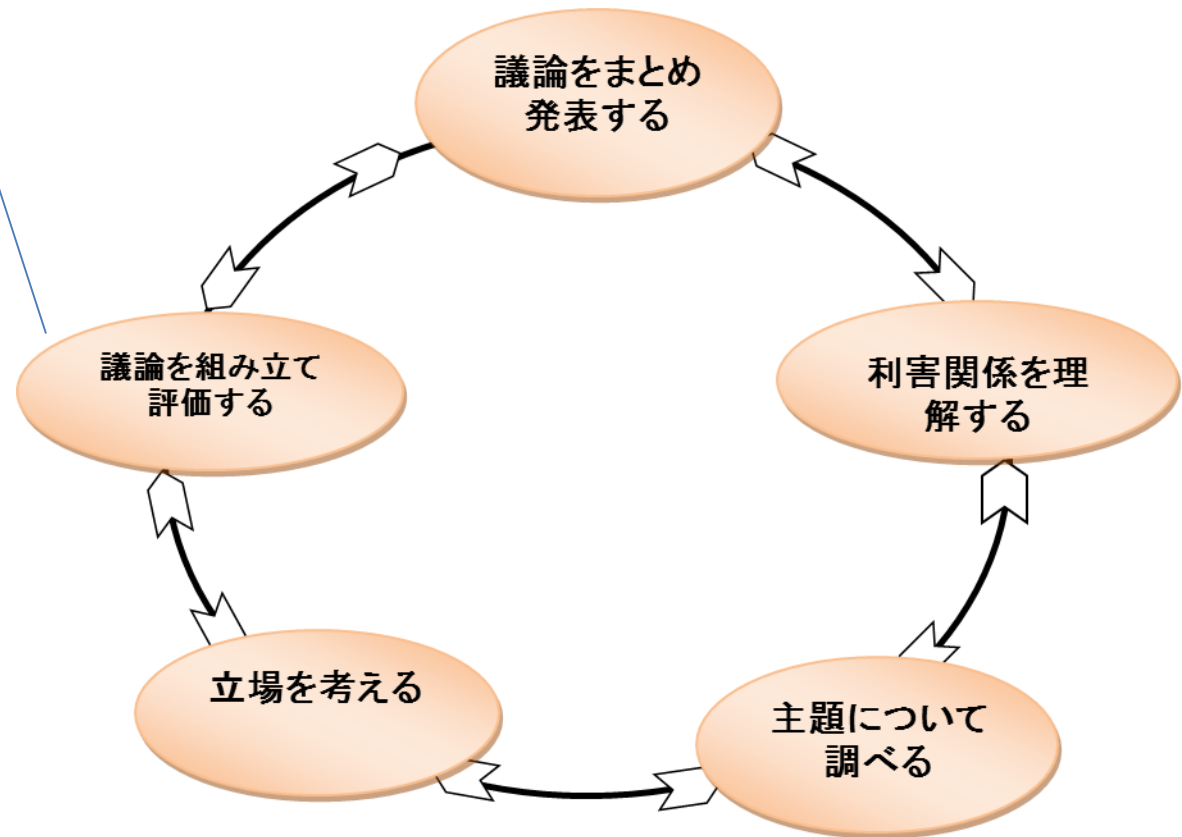 議論をまとめ
発表する
利害関係を理
解する
主題について
調べる
立場を考える
議論を組み立て
評価する